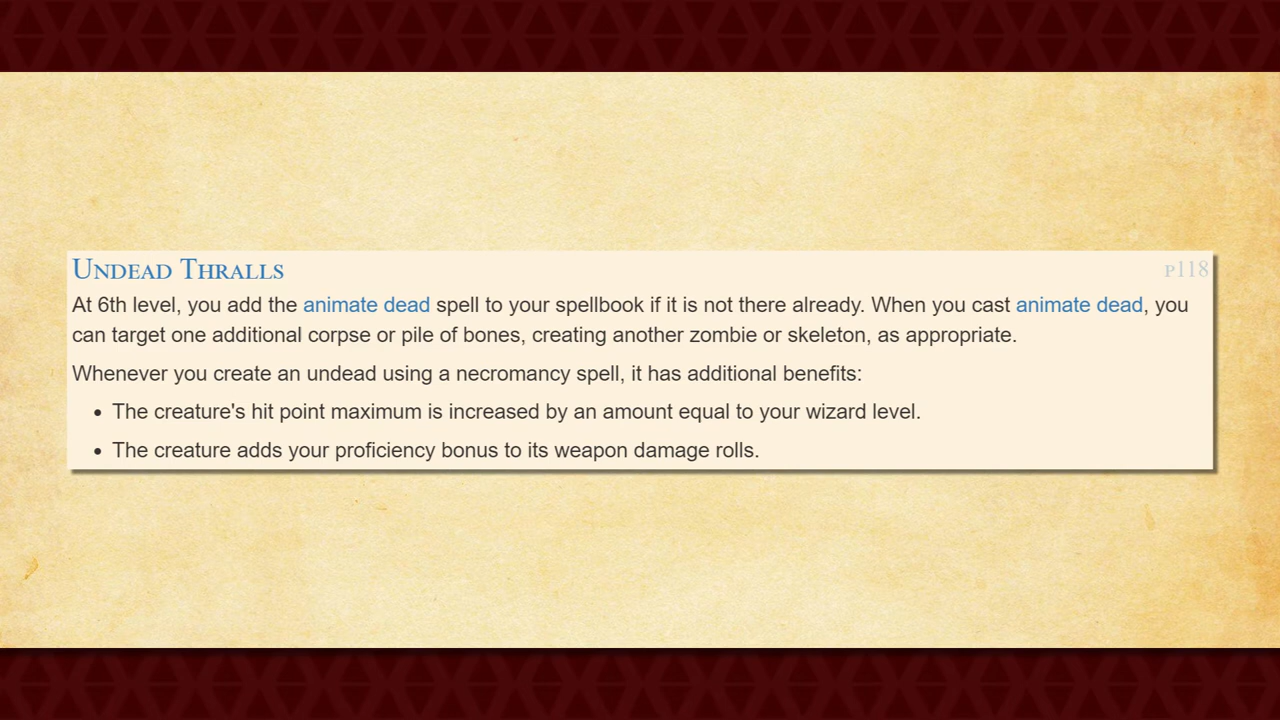 Undead Thralls
p118
At 6th level, you add the animate dead spell to your spellbook if it is not there already. When you cast animate dead, you
can target one additional corpse or pile of bones, creating another zombie or skeleton, as appropriate.
Whenever you create an undead using a necromancy spell, it has additional benefits:
• The creature's hit point maximum is increased by an amount equal to your wizard level.
• The creature adds your proficiency bonus to its weapon damage rolls.